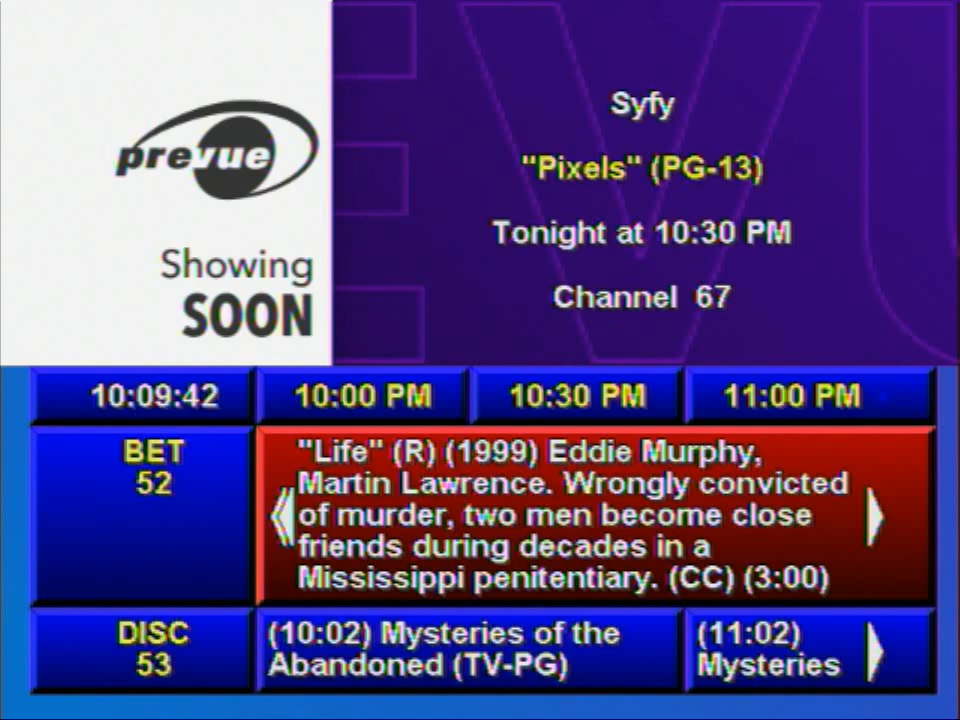 prevue
Showing
SOON
Syfy
"Pixels" (PG-13)
Tonight at 10:30 PM
Channel 67
10:09:42
10:00 PM
10:30 PM
11:00 PM
BET
52
"Life" (R) (1999) Eddie Murphy,
Martin Lawrence. Wrongly convicted
of murder, two men become close
friends during decades in a
Mississippi penitentiary. (CC) (3:00)
DISC
53
(10:02) Mysteries of the
Abandoned (TV-PG)
(11:02)
Mysteries